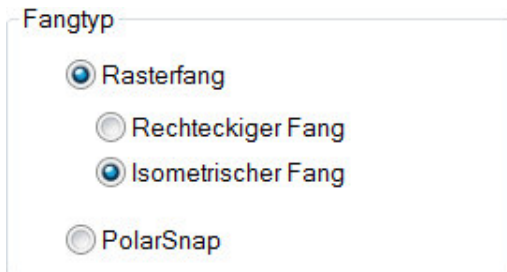 Fangtyp
Rasterfang
Rechteckiger Fang
Isometrischer Fang
PolarSnap